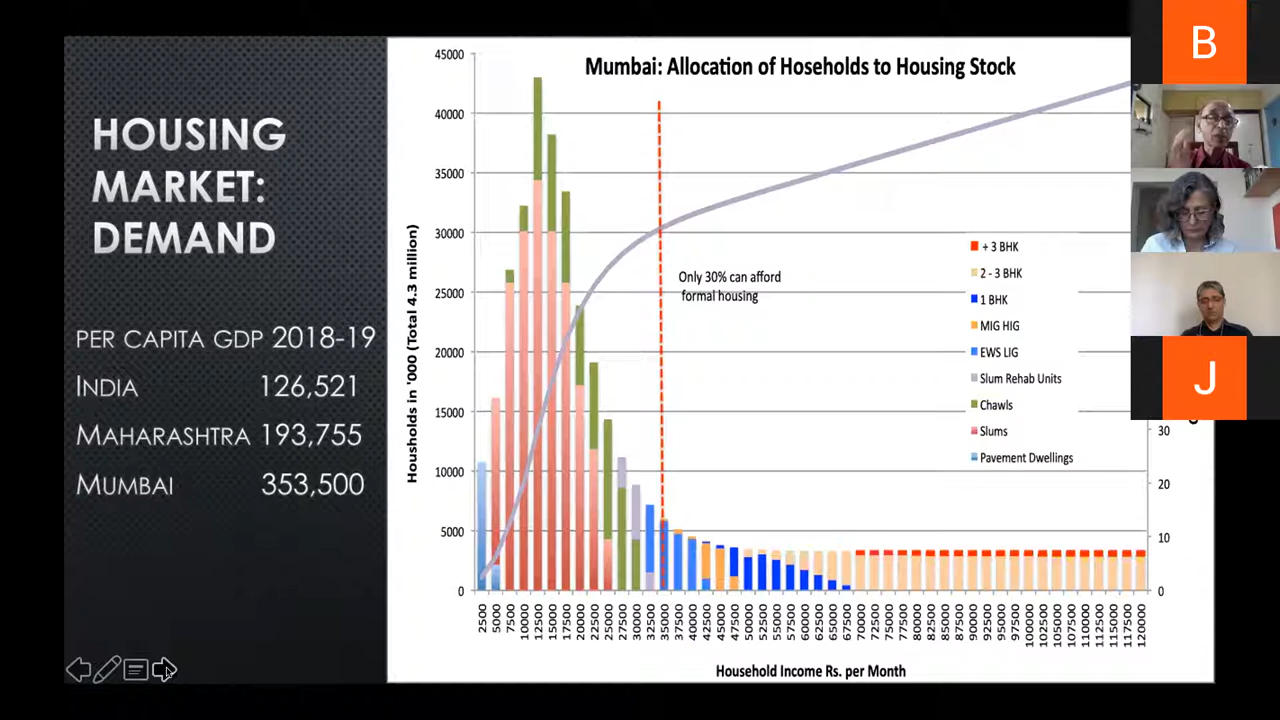 HOUSING
MARKET:
DEMAND
PER CAPITA GDP 2018-19
INDIA 126,521
MAHARASHTRA 193,755
MUMBAI 353,500
Mumbai: Allocation of Hoseholds to Housing Stock
Housholds in '000 (Total 4.3 million)
45000
40000
35000
30000
25000
20000
15000
10000
5000
0
Only 30% can afford
formal housing
+ 3 BHK
2 - 3 BHK
1 BHK
MIG HIG
EWS LIG
Slum Rehab Units
Chawls
Slums
Pavement Dwellings
30
20
10
0
2500 5000 7500 10000 12500 15000 17500 20000 22500 25000 27500 30000 32500 35000 37500 40000 42500 45000 47500 50000 52500 55000 57500 60000 62500 65000 67500 70000 72500 75000 77500 80000 82500 85000 87500 90000 92500 95000 97500 100000 102500 105000 107500 110000 112500 115000 117500 120000
Household Income Rs. per Month
B
J